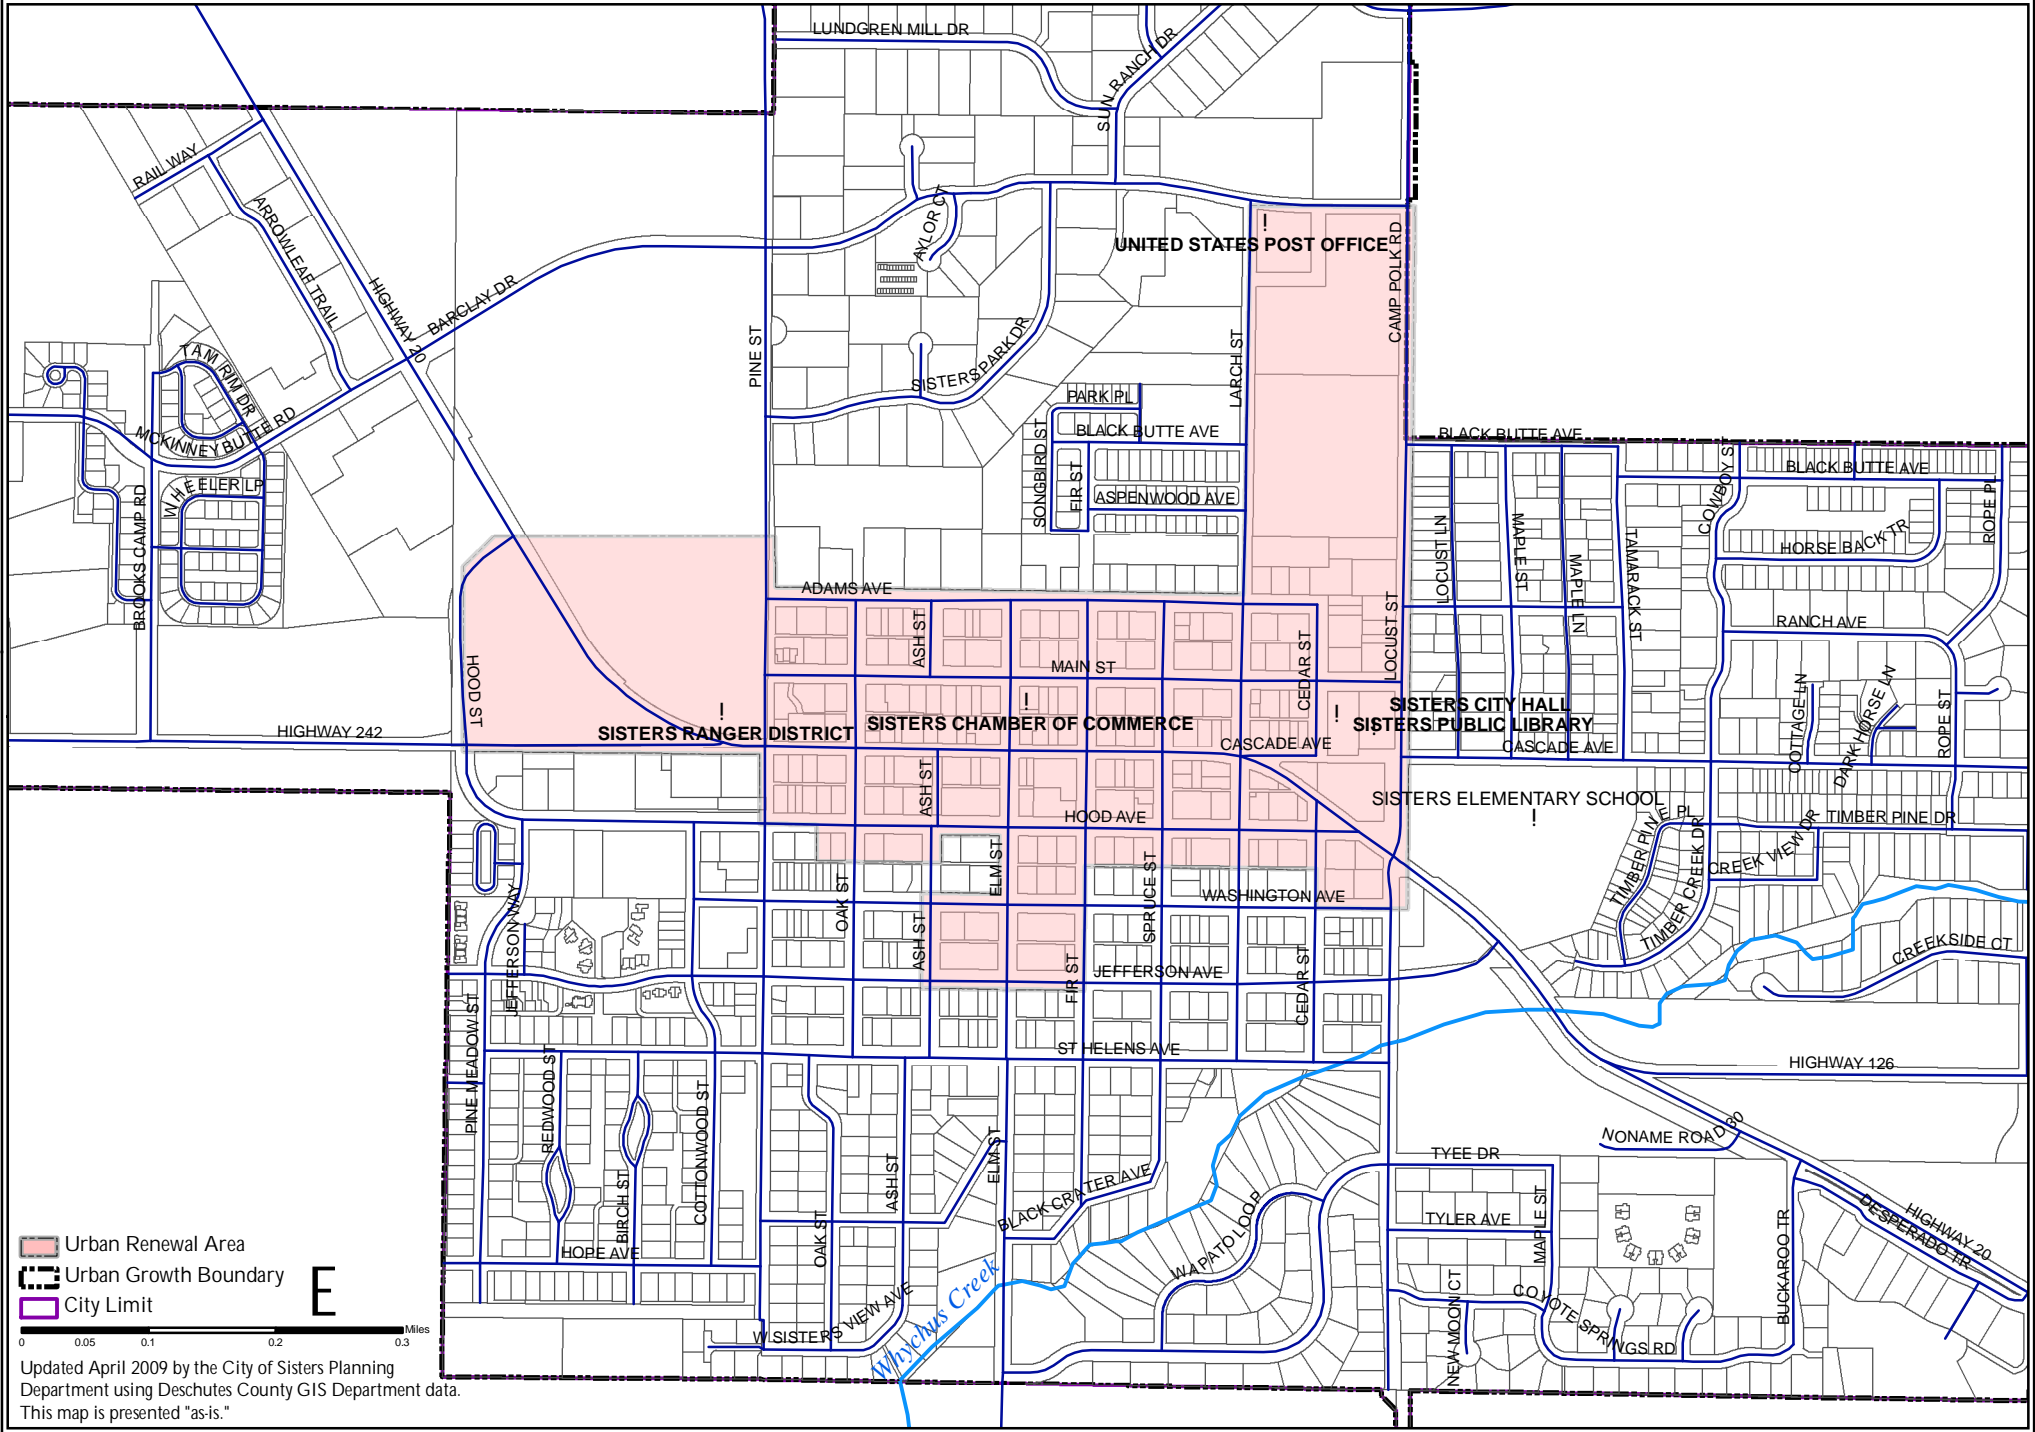 LUNDGREN MILL DR
SUN RANCH DR
RAIL WAY
ARROWLEAF TRAIL
HIGHWAY 20
BARCLAY DR
AYLOR CT
UNITED STATES POST OFFICE
!
CAMP POLK RD
PINE ST
SISTERS PARK DR
LARCH ST
TAM RIM DR
MCKINNEY BUTTE RD
PARK PL
BLACK BUTTE AVE
BLACK BUTTE AVE
BLACK BUTTE AVE
WHEELER LP
SONGBIRD ST
FIR ST
ASPENWOOD AVE
COWBOY ST
ROPE PL
BROOKS CAMP RD
LOCUST LN
MAPLE ST
MAPLE LN
TAMARACK ST
HORSE BACK TR
ADAMS AVE
ASH ST
MAIN ST
CEDAR ST
LOCUST ST
RANCH AVE
HOOD ST
HIGHWAY 242
!
SISTERS RANGER DISTRICT
!
SISTERS CHAMBER OF COMMERCE
!
SISTERS CITY HALL
!
SISTERS PUBLIC LIBRARY
CASCADE AVE
CASCADE AVE
COTTAGE LN
DARK HORSE LN
ROPE ST
ASH ST
HOOD AVE
SISTERS ELEMENTARY SCHOOL
!
TIMBER PINE PL
TIMBER PINE DR
TIMBER CREEK DR
CREEK VIEW DR
ELM ST
SPRUCE ST
WASHINGTON AVE
OAK ST
ASH ST
JEFFERSON WAY
FIR ST
JEFFERSON AVE
CEDAR ST
CREEKSIDE CT
PINE MEADOW ST
REDWOOD ST
ST HELENS AVE
HIGHWAY 126
COTTONWOOD ST
BIRCH ST
ASH ST
ELM ST
OAK ST
BLACK CRATER AVE
WAPATO LOOP
TYEE DR
NONAME ROAD 30
TYLER AVE
MAPLE ST
HIGHWAY 20
DESPERADO TR
BUCKAROO TR
HOPE AVE
W SISTERS VIEW AVE
Whychus Creek
NEW MOON CT
COYOTE SPRINGS RD
Urban Renewal Area
Urban Growth Boundary
City Limit
E
0 0.05 0.1 0.2 0.3
Miles
Updated April 2009 by the City of Sisters Planning
Department using Deschutes County GIS Department data.
This map is presented "as-is."